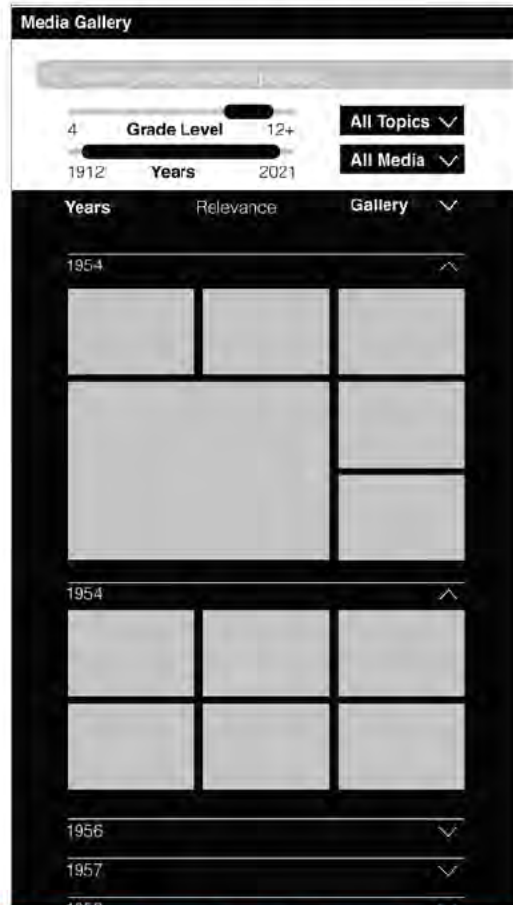 Media Gallery
4 Grade Level 12+
All Topics
1912 Years 2021
All Media
Years Relevance Gallery
1954
1954
1956
1957